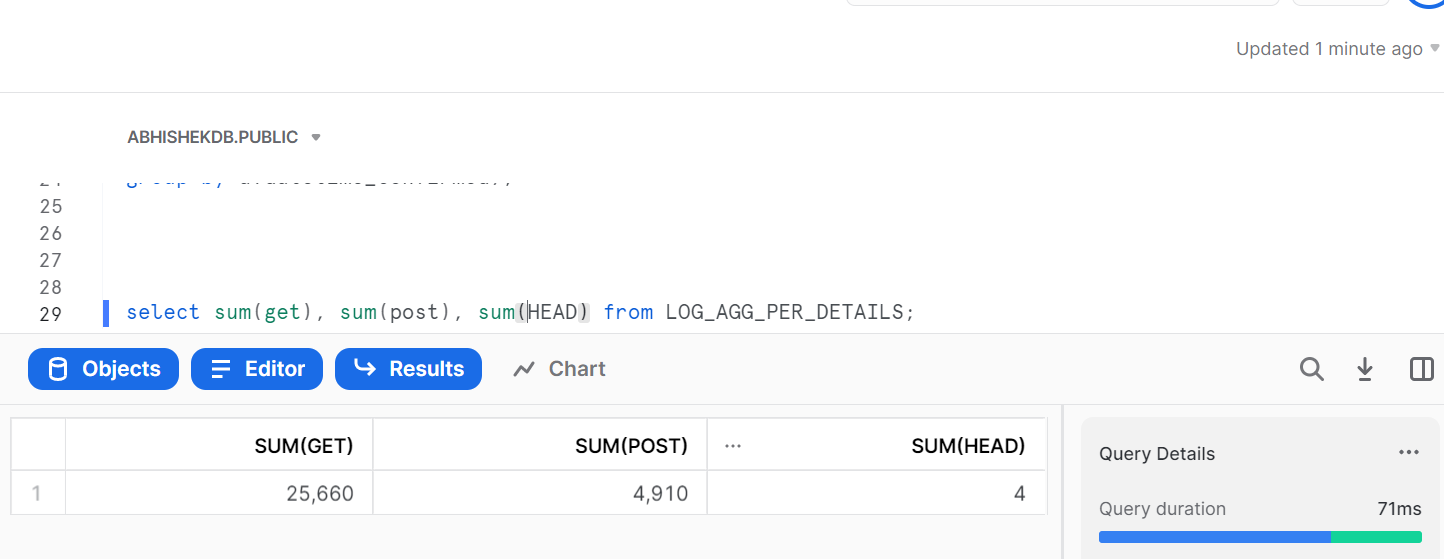 Updated 1 minute ago
ABHISHEKDB.PUBLIC
25
26
27
28
29 select sum(get), sum(post), sum(HEAD) from LOG_AGG_PER_DETAILS;
Objects Editor Results Chart
SUM(GET) SUM(POST) ... SUM(HEAD)
1 25,660 4,910 4
Query Details ...
Query duration 71ms